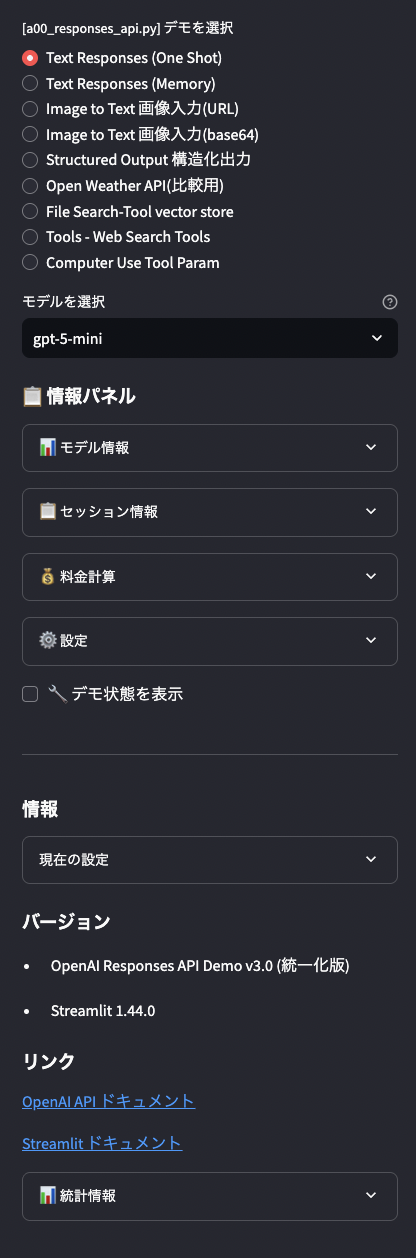 [a00_responses_api.py] デモを選択
Text Responses (One Shot)
Text Responses (Memory)
Image to Text 画像入力(URL)
Image to Text 画像入力(base64)
Structured Output 構造化出力
Open Weather API(比較用)
File Search-Tool vector store
Tools - Web Search Tools
Computer Use Tool Param
モデルを選択
gpt-5-mini
📋 情報パネル
📊 モデル情報
📋 セッション情報
💰 料金計算
⚙️ 設定
🔧 デモ状態を表示
情報
現在の設定
バージョン
• OpenAI Responses API Demo v3.0 (統一化版)
• Streamlit 1.44.0
リンク
OpenAI API ドキュメント
Streamlit ドキュメント
📊 統計情報